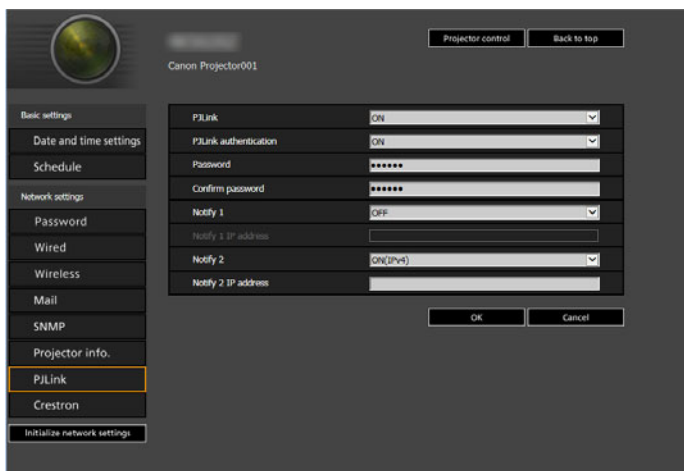 Projector control
Back to top
Canon Projector001
Basic settings
Date and time settings
Schedule
Network settings
Password
Wired
Wireless
Mail
SNMP
Projector info.
PJLink
Crestron
Initialize network settings
PJLink ON
PJLink authentication ON
Password ••••••
Confirm password ••••••
Notify 1 OFF
Notify 1 IP address
Notify 2 ON(IPv4)
Notify 2 IP address
OK
Cancel